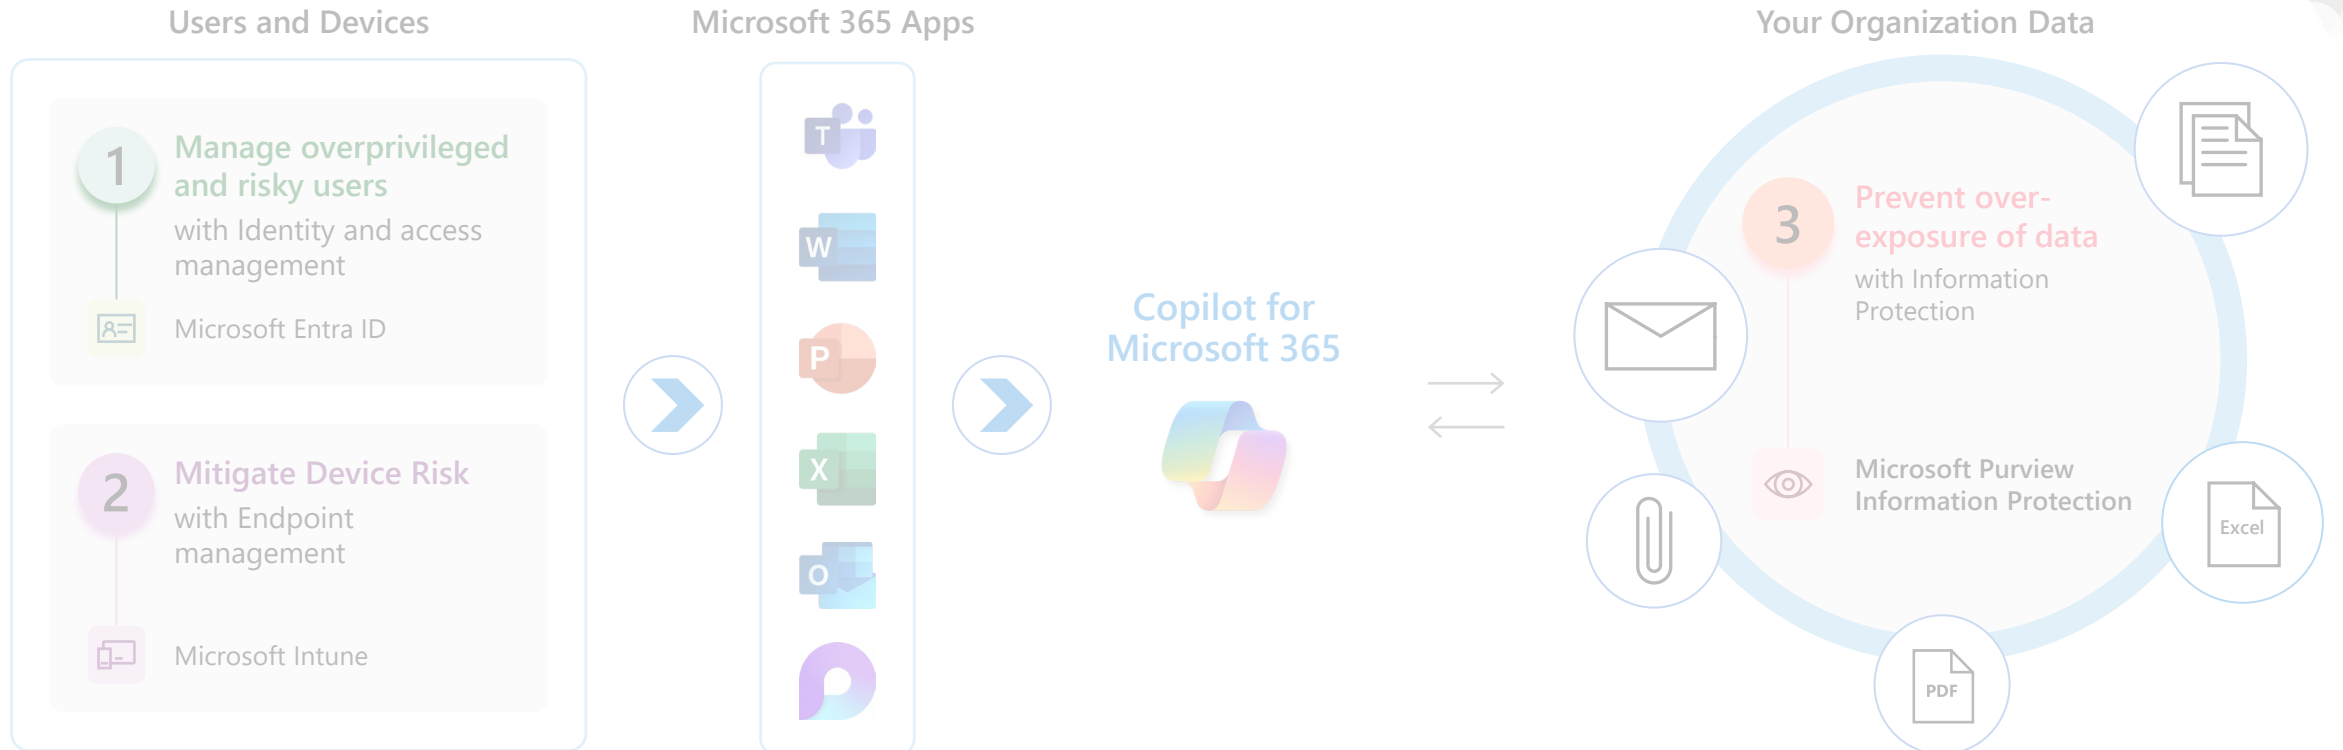 Users and Devices
1
Manage overprivileged
and risky users
with Identity and access
management
Microsoft Entra ID
2
Mitigate Device Risk
with Endpoint
management
Microsoft Intune
Microsoft 365 Apps
T
W
P
X
O
Copilot for
Microsoft 365
Your Organization Data
3
Prevent over-
exposure of data
with Information
Protection
Microsoft Purview
Information Protection
Excel
PDF